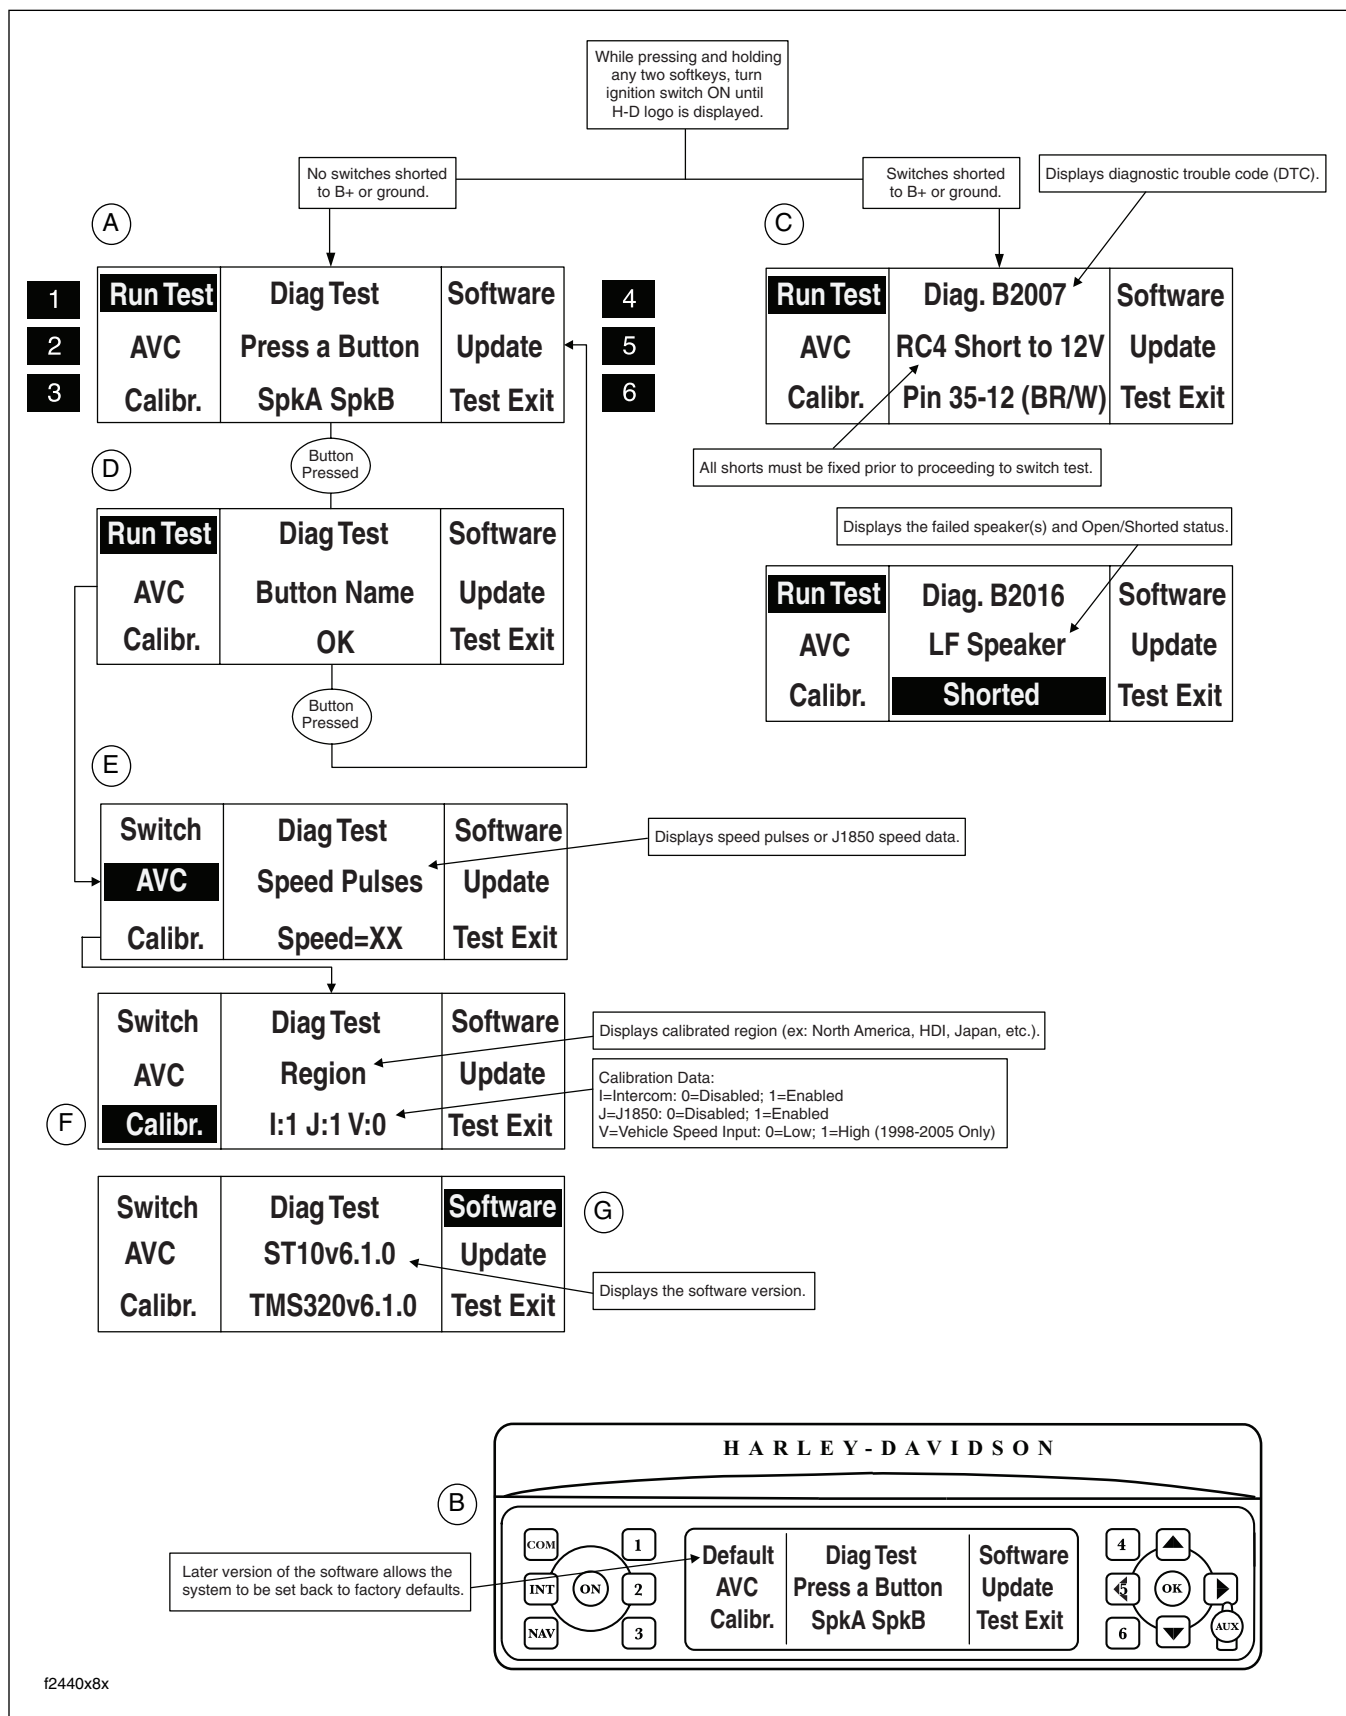 While pressing and holding
any two softkeys, turn
ignition switch ON until
H-D logo is displayed.
No switches shorted
to B+ or ground.
Switches shorted
to B+ or ground.
Displays diagnostic trouble code (DTC).
A
C
1
2
3
Run Test
AVC
Calibr.
Diag Test
Press a Button
SpkA SpkB
Software
Update
Test Exit
4
5
6
Run Test
AVC
Calibr.
Diag. B2007
RC4 Short to 12V
Pin 35-12 (BR/W)
Software
Update
Test Exit
Button
Pressed
All shorts must be fixed prior to proceeding to switch test.
D
Run Test
AVC
Calibr.
Diag Test
Button Name
OK
Software
Update
Test Exit
Displays the failed speaker(s) and Open/Shorted status.
Run Test
AVC
Calibr.
Diag. B2016
LF Speaker
Shorted
Software
Update
Test Exit
Button
Pressed
E
Switch
AVC
Calibr.
Diag Test
Speed Pulses
Speed=XX
Software
Update
Test Exit
Displays speed pulses or J1850 speed data.
F
Switch
AVC
Calibr.
Diag Test
Region
I:1 J:1 V:0
Software
Update
Test Exit
Displays calibrated region (ex: North America, HDI, Japan, etc.).
Calibration Data:
I=Intercom: 0=Disabled; 1=Enabled
J=J1850: 0=Disabled; 1=Enabled
V=Vehicle Speed Input: 0=Low; 1=High (1998-2005 Only)
Switch
AVC
Calibr.
Diag Test
ST10v6.1.0
TMS320v6.1.0
Software
Update
Test Exit
G
Displays the software version.
HARLEY-DAVIDSON
B
Later version of the software allows the
system to be set back to factory defaults.
COM
INT
NAV
ON
1
2
3
Default
AVC
Calibr.
Diag Test
Press a Button
SpkA SpkB
Software
Update
Test Exit
4
5
6
OK
AUX
f2440x8x